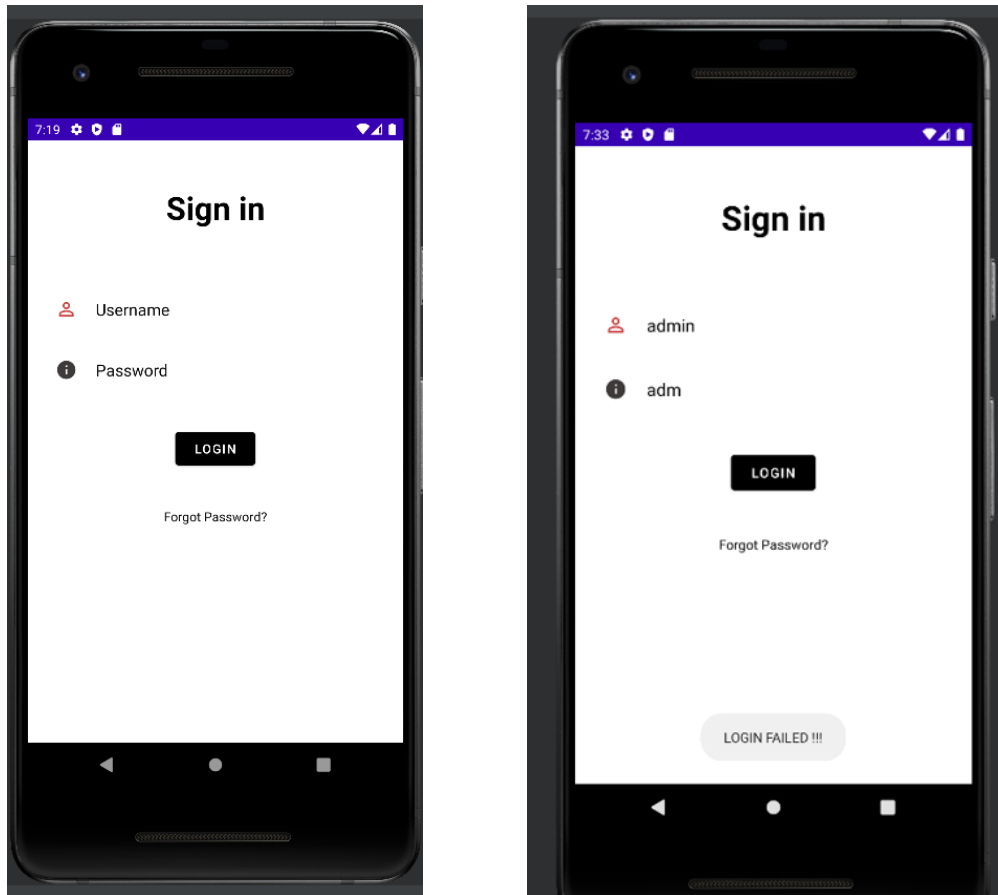 7:19
Sign in
Username
Password
LOGIN
Forgot Password?
7:33
Sign in
admin
adm
LOGIN
Forgot Password?
LOGIN FAILED !!!